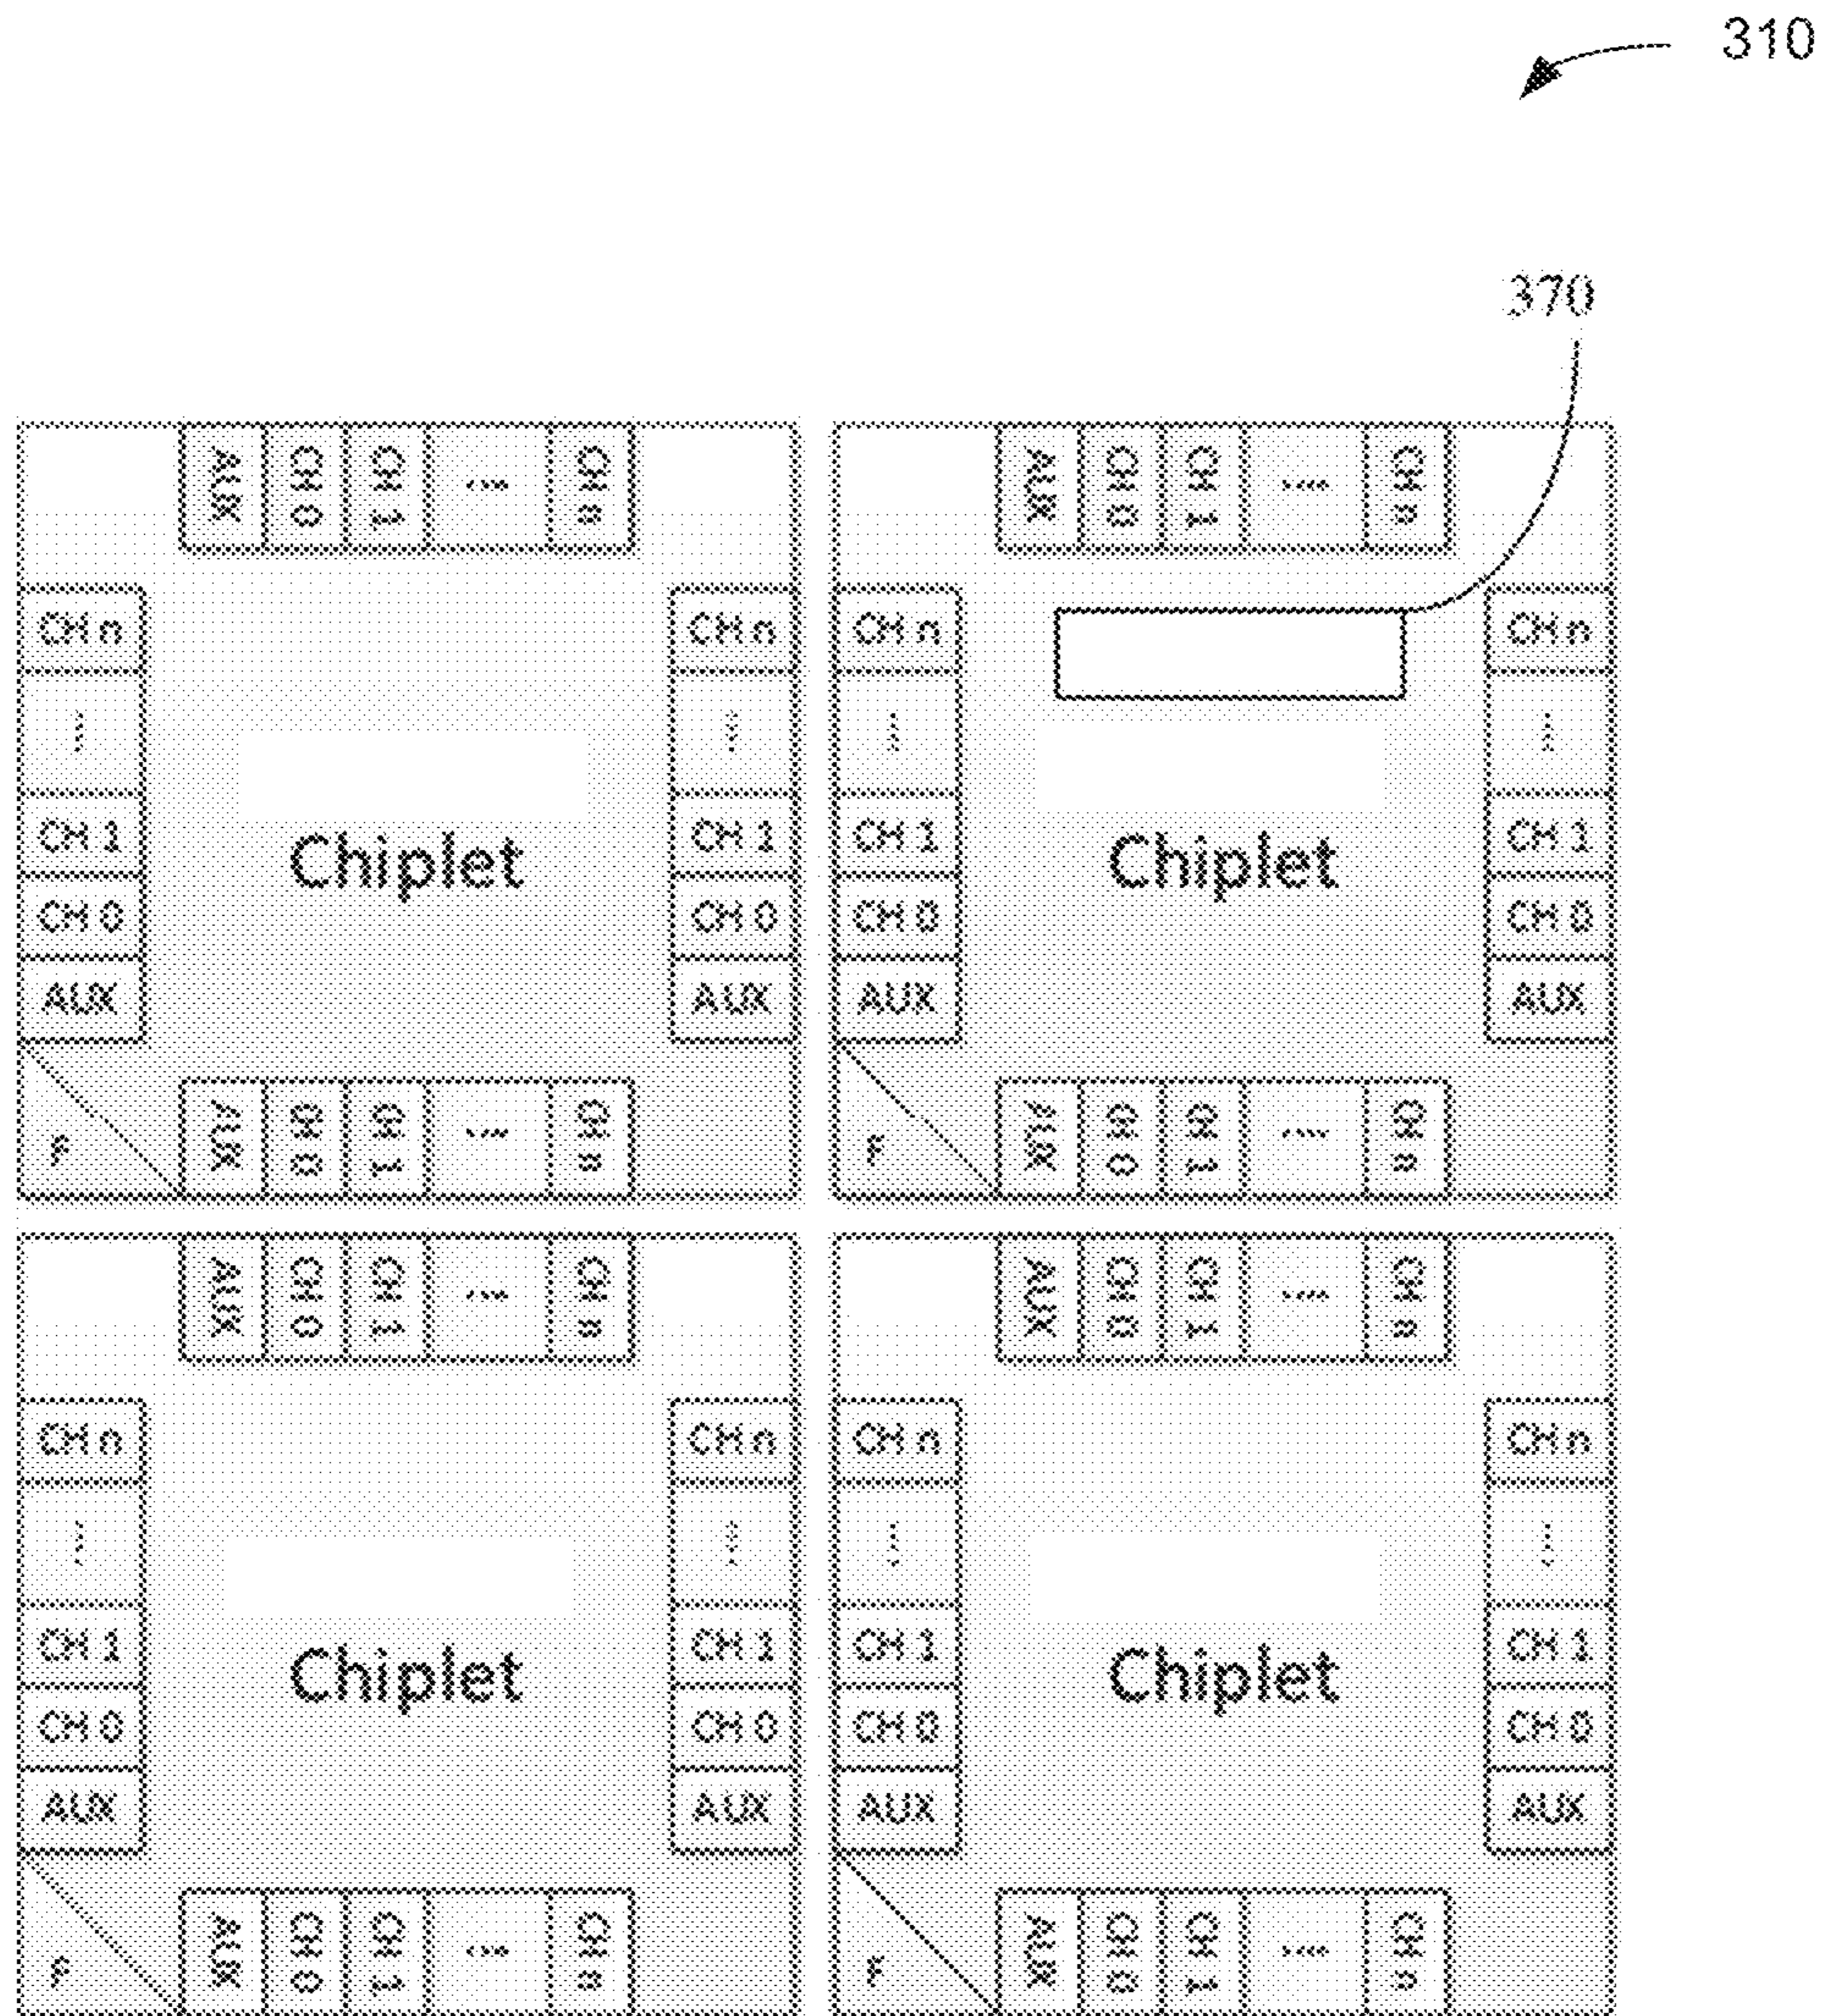 310
370
AUX CH 0 CH 1 ... CH n AUX CH 0 CH 1 ... CH n
CH n CH n CH n CH n
... ... ... ...
Chiplet Chiplet
CH 1 CH 1 CH 1 CH 1
CH 0 CH 0 CH 0 CH 0
AUX AUX AUX AUX
F AUX CH 0 CH 1 ... CH n F AUX CH 0 CH 1 ... CH n
AUX CH 0 CH 1 ... CH n AUX CH 0 CH 1 ... CH n
CH n CH n CH n CH n
... ... ... ...
CH 1 CH 1 CH 1 CH 1
Chiplet Chiplet
CH 0 CH 0 CH 0 CH 0
AUX AUX AUX AUX
F AUX CH 0 CH 1 ... CH n F AUX CH 0 CH 1 ... CH n